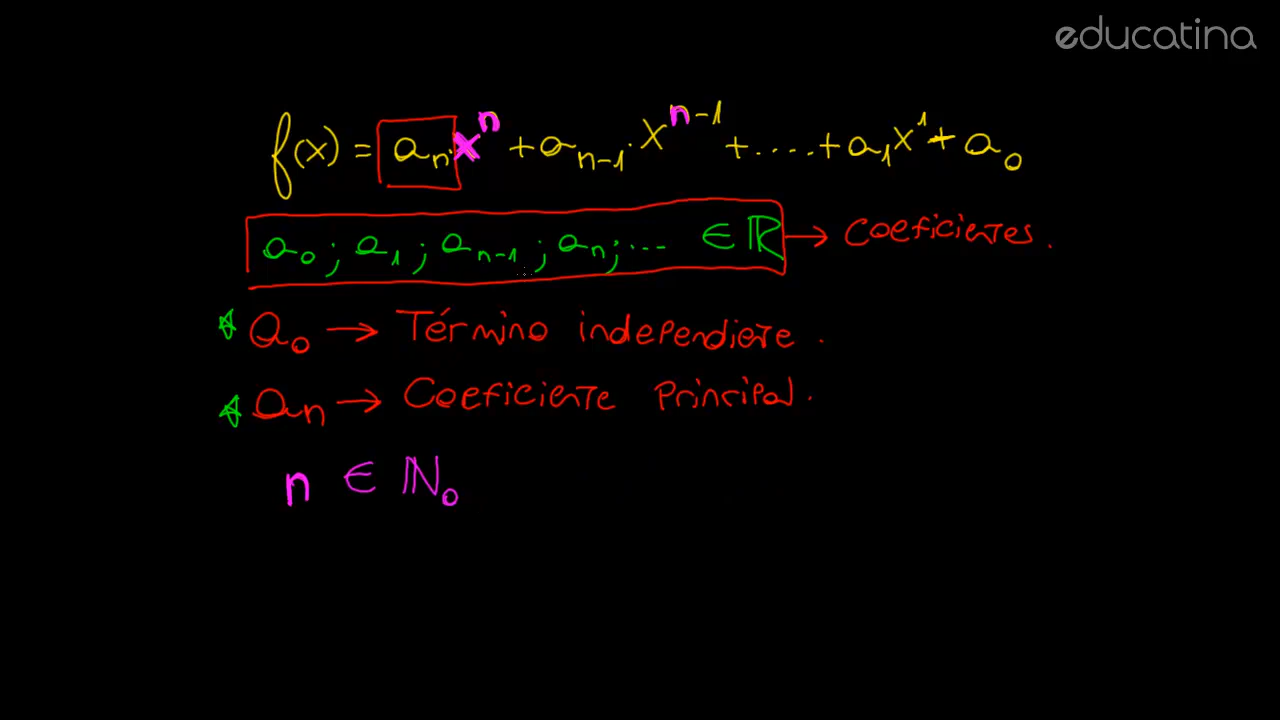 educatina
f(x) = aₙ·xⁿ + aₙ₋₁·xⁿ⁻¹ + ..... + a₁x¹ + a₀
a₀; a₁; aₙ₋₁; aₙ;... ∈ ℝ → Coeficientes.
* a₀ → Término independiente.
* aₙ → Coeficiente Principal.
n ∈ ℕ₀